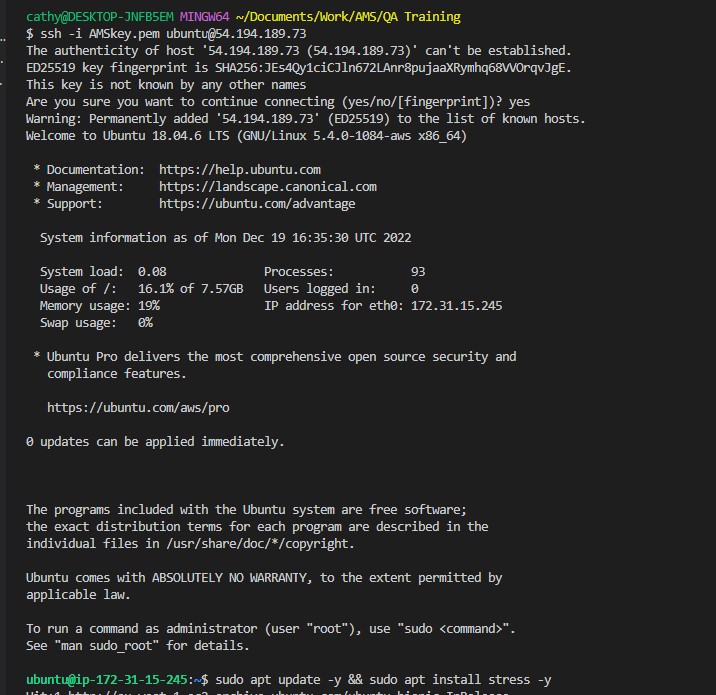 cathy@DESKTOP-JNFB5EM MINGW64 ~/Documents/Work/AMS/QA Training
$ ssh -i AMSkey.pem ubuntu@54.194.189.73
The authenticity of host '54.194.189.73 (54.194.189.73)' can't be established.
ED25519 key fingerprint is SHA256:JEs4Qy1ciCJln672LAnr8pujaaXRymhq68VVOrqvJgE.
This key is not known by any other names
Are you sure you want to continue connecting (yes/no/[fingerprint])? yes
Warning: Permanently added '54.194.189.73' (ED25519) to the list of known hosts.
Welcome to Ubuntu 18.04.6 LTS (GNU/Linux 5.4.0-1084-aws x86_64)
* Documentation: https://help.ubuntu.com
* Management: https://landscape.canonical.com
* Support: https://ubuntu.com/advantage
System information as of Mon Dec 19 16:35:30 UTC 2022
System load: 0.08 Processes: 93
Usage of /: 16.1% of 7.57GB Users logged in: 0
Memory usage: 19% IP address for eth0: 172.31.15.245
Swap usage: 0%
* Ubuntu Pro delivers the most comprehensive open source security and
compliance features.
https://ubuntu.com/aws/pro
0 updates can be applied immediately.
The programs included with the Ubuntu system are free software;
the exact distribution terms for each program are described in the
individual files in /usr/share/doc/*/copyright.
Ubuntu comes with ABSOLUTELY NO WARRANTY, to the extent permitted by
applicable law.
To run a command as administrator (user "root"), use "sudo <command>".
See "man sudo_root" for details.
ubuntu@ip-172-31-15-245:~$ sudo apt update -y && sudo apt install stress -y